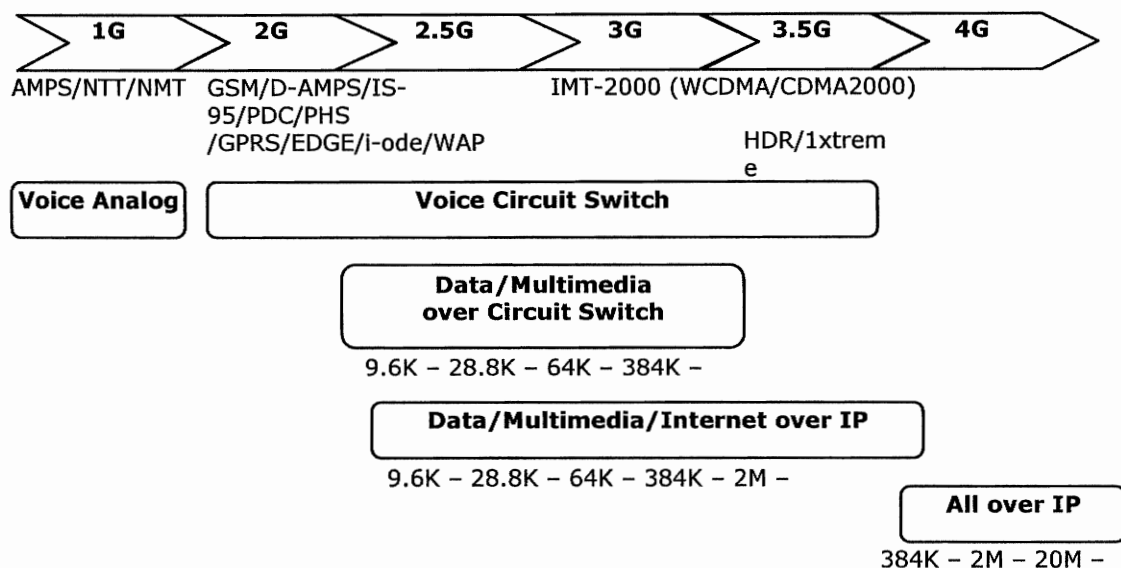 1G 2G 2.5G 3G 3.5G 4G
AMPS/NTT/NMT GSM/D-AMPS/IS- IMT-2000 (WCDMA/CDMA2000)
95/PDC/PHS
/GPRS/EDGE/i-ode/WAP HDR/1xtrem
e
Voice Analog Voice Circuit Switch
Data/Multimedia
over Circuit Switch
9.6K – 28.8K – 64K – 384K –
Data/Multimedia/Internet over IP
9.6K – 28.8K – 64K – 384K – 2M –
All over IP
384K – 2M – 20M –